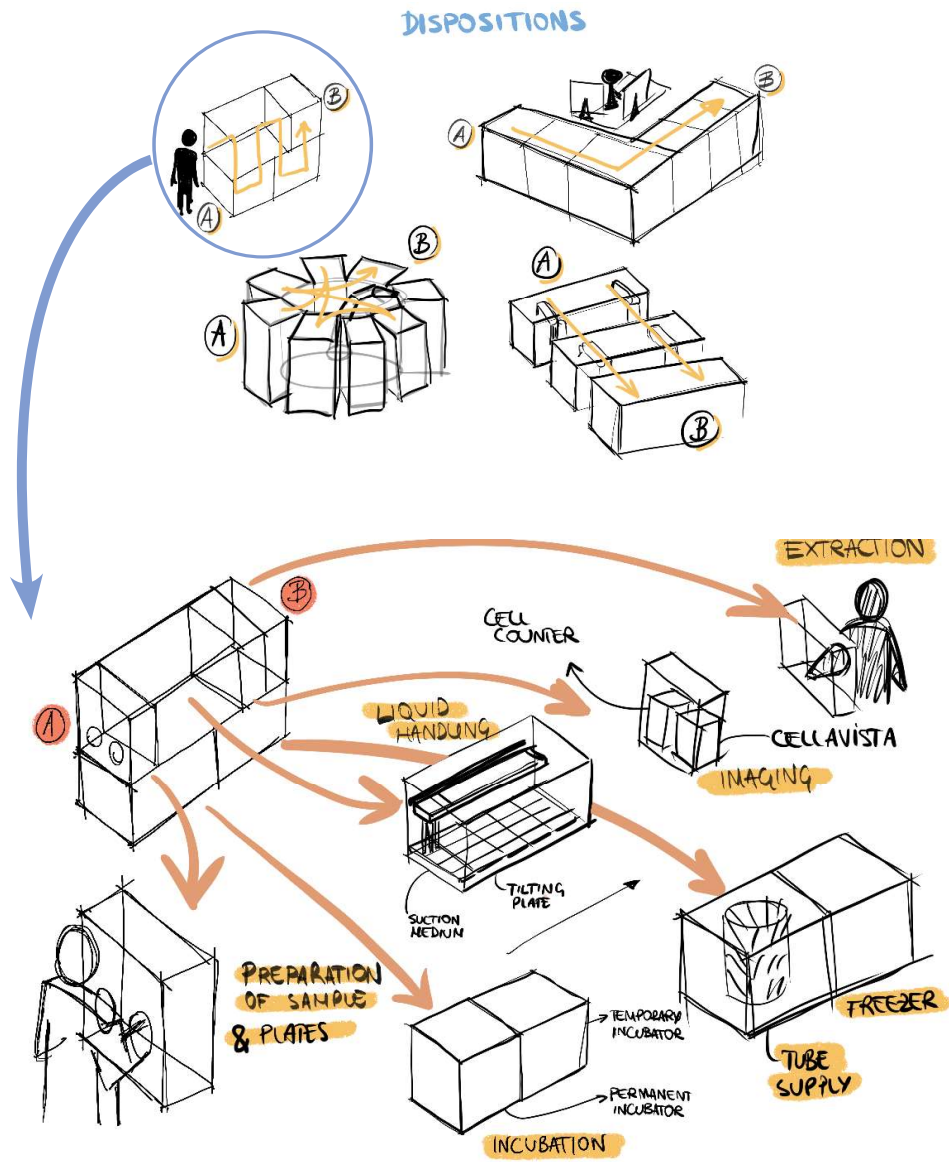 DISPOSITIONS
B
A
A
B
B
A
A
B
EXTRACTION
B
CELL
COUNTER
A
LIQUID
HANDLING
CELLAVISTA
IMAGING
TILTING
PLATE
SUCTION
MEDIUM
PREPARATION
OF SAMPLE
& PLATES
FREEZER
TEMPORARY
INCUBATOR
TUBE
SUPPLY
PERMANENT
INCUBATOR
INCUBATION